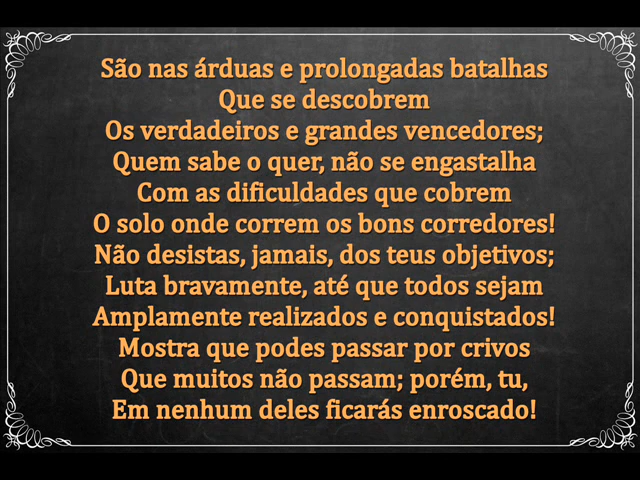 São nas árduas e prolongadas batalhas
Que se descobrem
Os verdadeiros e grandes vencedores;
Quem sabe o quer, não se engastalha
Com as dificuldades que cobrem
O solo onde correm os bons corredores!
Não desistas, jamais, dos teus objetivos;
Luta bravamente, até que todos sejam
Amplamente realizados e conquistados!
Mostra que podes passar por crivos
Que muitos não passam; porém, tu,
Em nenhum deles ficarás enroscado!